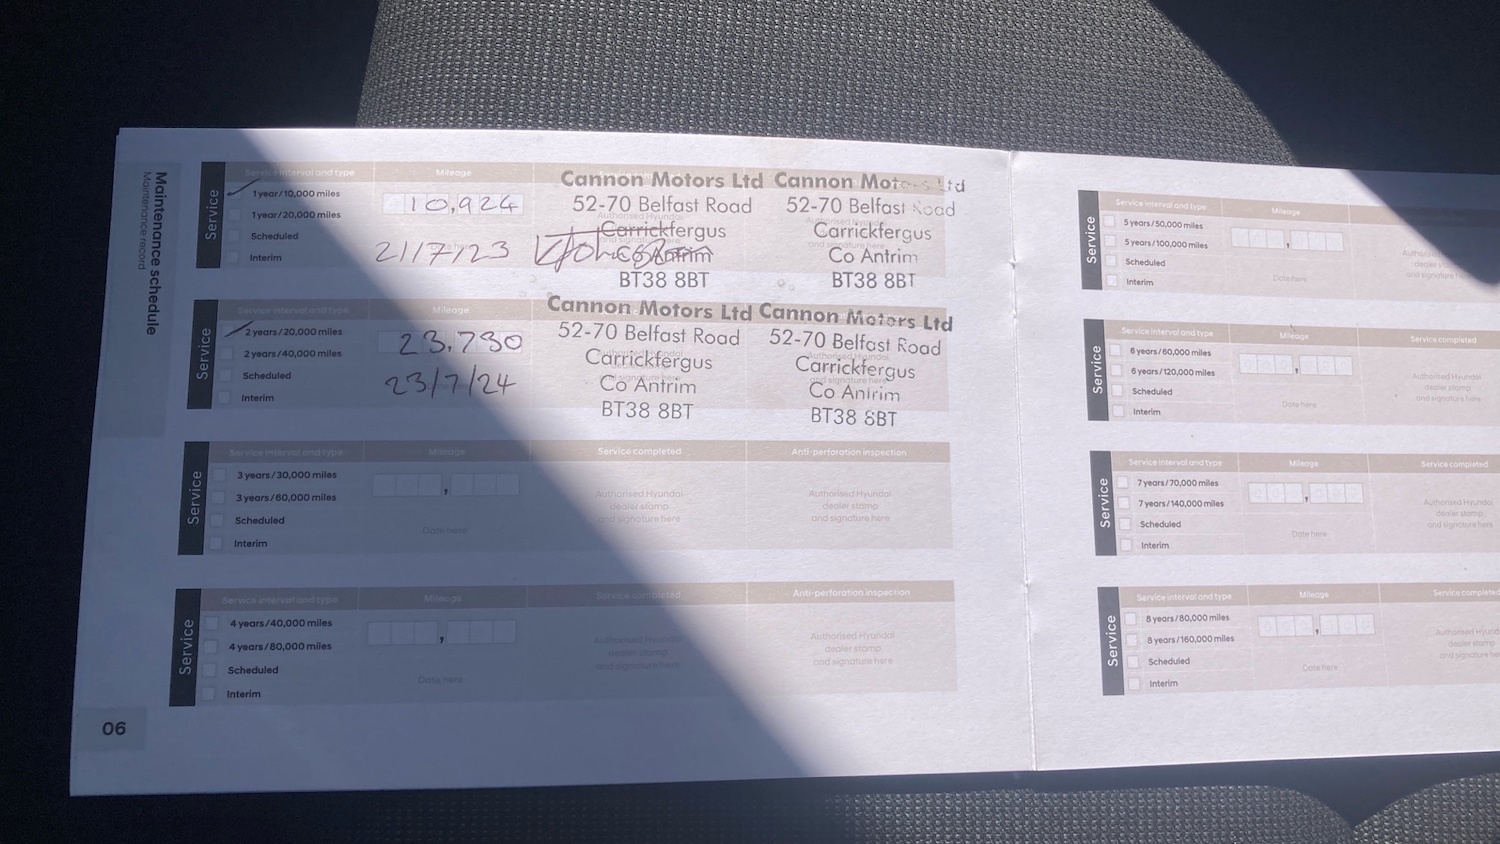 Maintenance schedule
Maintenance record
Service
Service interval and type
Mileage
1 year/10,000 miles
1 year/20,000 miles
Scheduled
Interim
10,924
21/7/23
Cannon Motors Ltd
52-70 Belfast Road
Carrickfergus
Co Antrim
BT38 8BT
Cannon Motors Ltd
52-70 Belfast Road
Carrickfergus
Co Antrim
BT38 8BT
Service
Service interval and type
Mileage
2 years/20,000 miles
2 years/40,000 miles
Scheduled
Interim
23,730
23/7/24
Cannon Motors Ltd
52-70 Belfast Road
Carrickfergus
Co Antrim
BT38 8BT
Cannon Motors Ltd
52-70 Belfast Road
Carrickfergus
Co Antrim
BT38 8BT
Service
Service interval and type
Mileage
Service completed
Anti-perforation inspection
3 years/30,000 miles
3 years/60,000 miles
Scheduled
Interim
,
Date here
Authorised Hyundai
dealer stamp
and signature here
Authorised Hyundai
dealer stamp
and signature here
Service
Service interval and type
Mileage
Service completed
Anti-perforation inspection
4 years/40,000 miles
4 years/80,000 miles
Scheduled
Interim
,
Date here
Authorised Hyundai
dealer stamp
and signature here
Authorised Hyundai
dealer stamp
and signature here
06
Service
Service interval and type
Mileage
5 years/50,000 miles
5 years/100,000 miles
Scheduled
Interim
,
Date here
Service
Service interval and type
Mileage
Service completed
6 years/60,000 miles
6 years/120,000 miles
Scheduled
Interim
,
Date here
Authorised Hyundai
dealer stamp
and signature here
Service
Service interval and type
Mileage
Service completed
7 years/70,000 miles
7 years/140,000 miles
Scheduled
Interim
,
Date here
Authorised Hyundai
dealer stamp
and signature here
Service
Service interval and type
Mileage
Service completed
8 years/80,000 miles
8 years/160,000 miles
Scheduled
Interim
,
Date here
dealer stamp